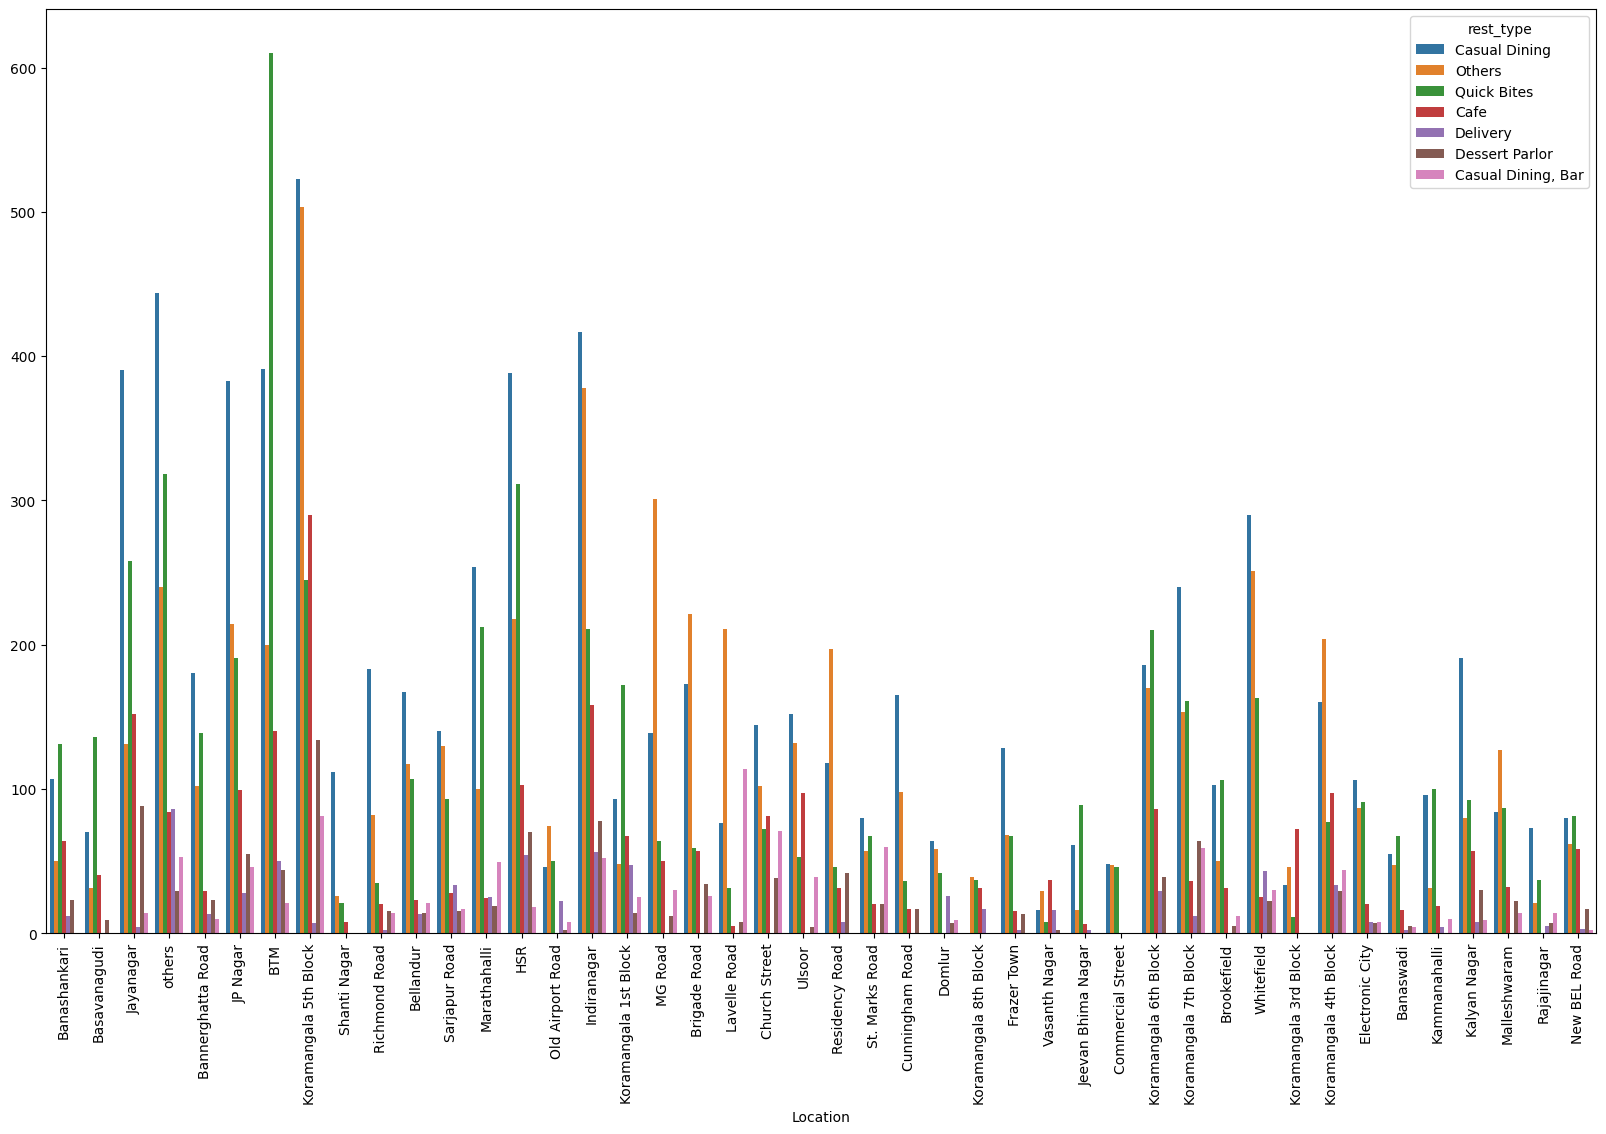 rest_type
Casual Dining
Others
Quick Bites
Cafe
Delivery
Dessert Parlor
Casual Dining, Bar
600
500
400
300
200
100
0
Banashankari
Basavanagudi
Jayanagar
others
Bannerghatta Road
JP Nagar
BTM
Koramangala 5th Block
Shanti Nagar
Richmond Road
Bellandur
Sarjapur Road
Marathahalli
HSR
Old Airport Road
Indiranagar
Koramangala 1st Block
MG Road
Brigade Road
Lavelle Road
Church Street
Ulsoor
Residency Road
St. Marks Road
Cunningham Road
Domlur
Koramangala 8th Block
Frazer Town
Vasanth Nagar
Jeevan Bhima Nagar
Commercial Street
Koramangala 6th Block
Koramangala 7th Block
Brookefield
Whitefield
Koramangala 3rd Block
Koramangala 4th Block
Electronic City
Banaswadi
Kammanahalli
Kalyan Nagar
Malleshwaram
Rajajinagar
New BEL Road
Location